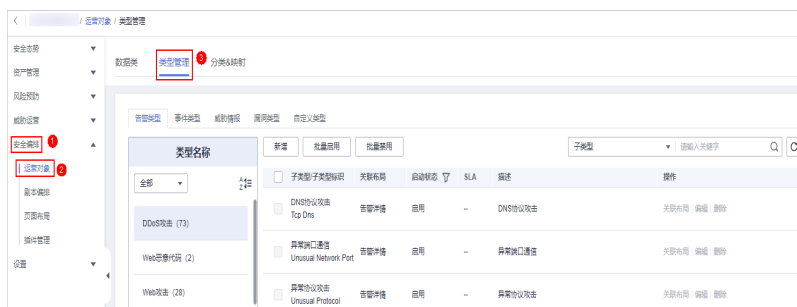 / 运营对象 / 类型管理
安全态势
资产管理
风险预防
威胁运营
安全编排 1
运营对象 2
剧本编排
页面布局
插件管理
设置
数据类 类型管理 3 分类&映射
告警类型 事件类型 威胁情报 漏洞类型 自定义类型
类型名称
全部
DDoS攻击 (73)
Web恶意代码 (2)
Web攻击 (28)
新增 批量启用 批量禁用 子类型 请输入关键字
子类型/子类型标识 关联布局 启动状态 SLA 描述 操作
DNS协议攻击
Tcp Dns 告警详情 启用 -- DNS协议攻击 关联布局 编辑 删除
异常端口通信
Unusual Network Port 告警详情 启用 -- 异常端口通信 关联布局 编辑 删除
异常协议攻击
Unusual Protocol 告警详情 启用 -- 异常协议攻击 关联布局 编辑 删除